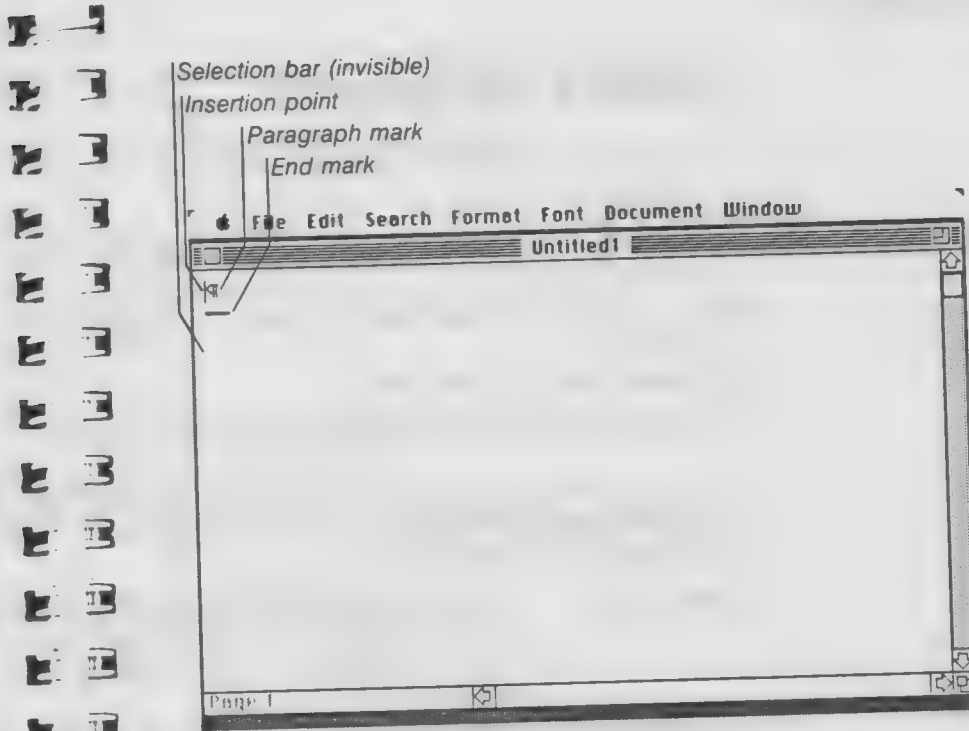 Selection bar (invisible)
Insertion point
Paragraph mark
End mark
File Edit Search Format Font Document Window
Untitled1
¶
Page 1